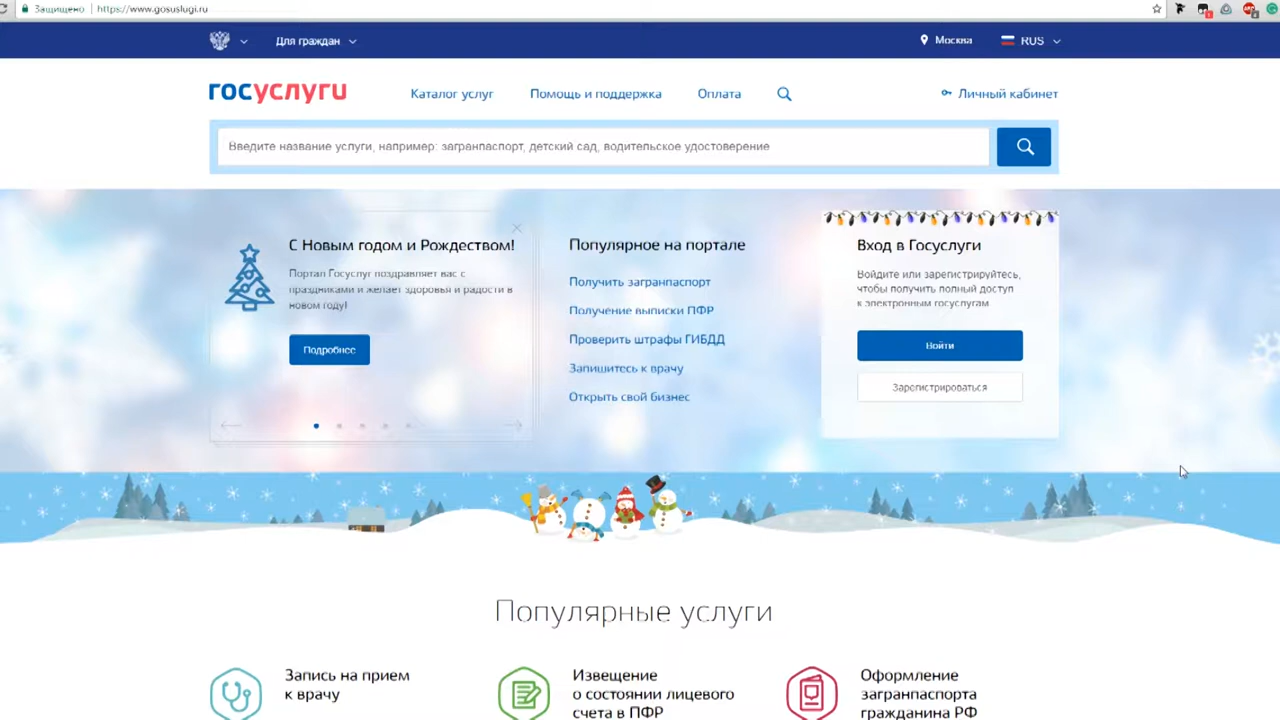 Защищено https://www.gosuslugi.ru
Для граждан
Москва
RUS
госуслуги
Каталог услуг
Помощь и поддержка
Оплата
Личный кабинет
Введите название услуги, например: загранпаспорт, детский сад, водительское удостоверение
С Новым годом и Рождеством!
Портал Госуслуг поздравляет вас с
праздниками и желает здоровья и радости в
новом году!
Подробнее
Популярное на портале
Получить загранпаспорт
Получение выписки ПФР
Проверить штрафы ГИБДД
Запишитесь к врачу
Открыть свой бизнес
Вход в Госуслуги
Войдите или зарегистрируйтесь,
чтобы получить полный доступ
к электронным госуслугам
Войти
Зарегистрироваться
Популярные услуги
Запись на прием
к врачу
Извещение
о состоянии лицевого
счета в ПФР
Оформление
загранпаспорта
гражданина РФ